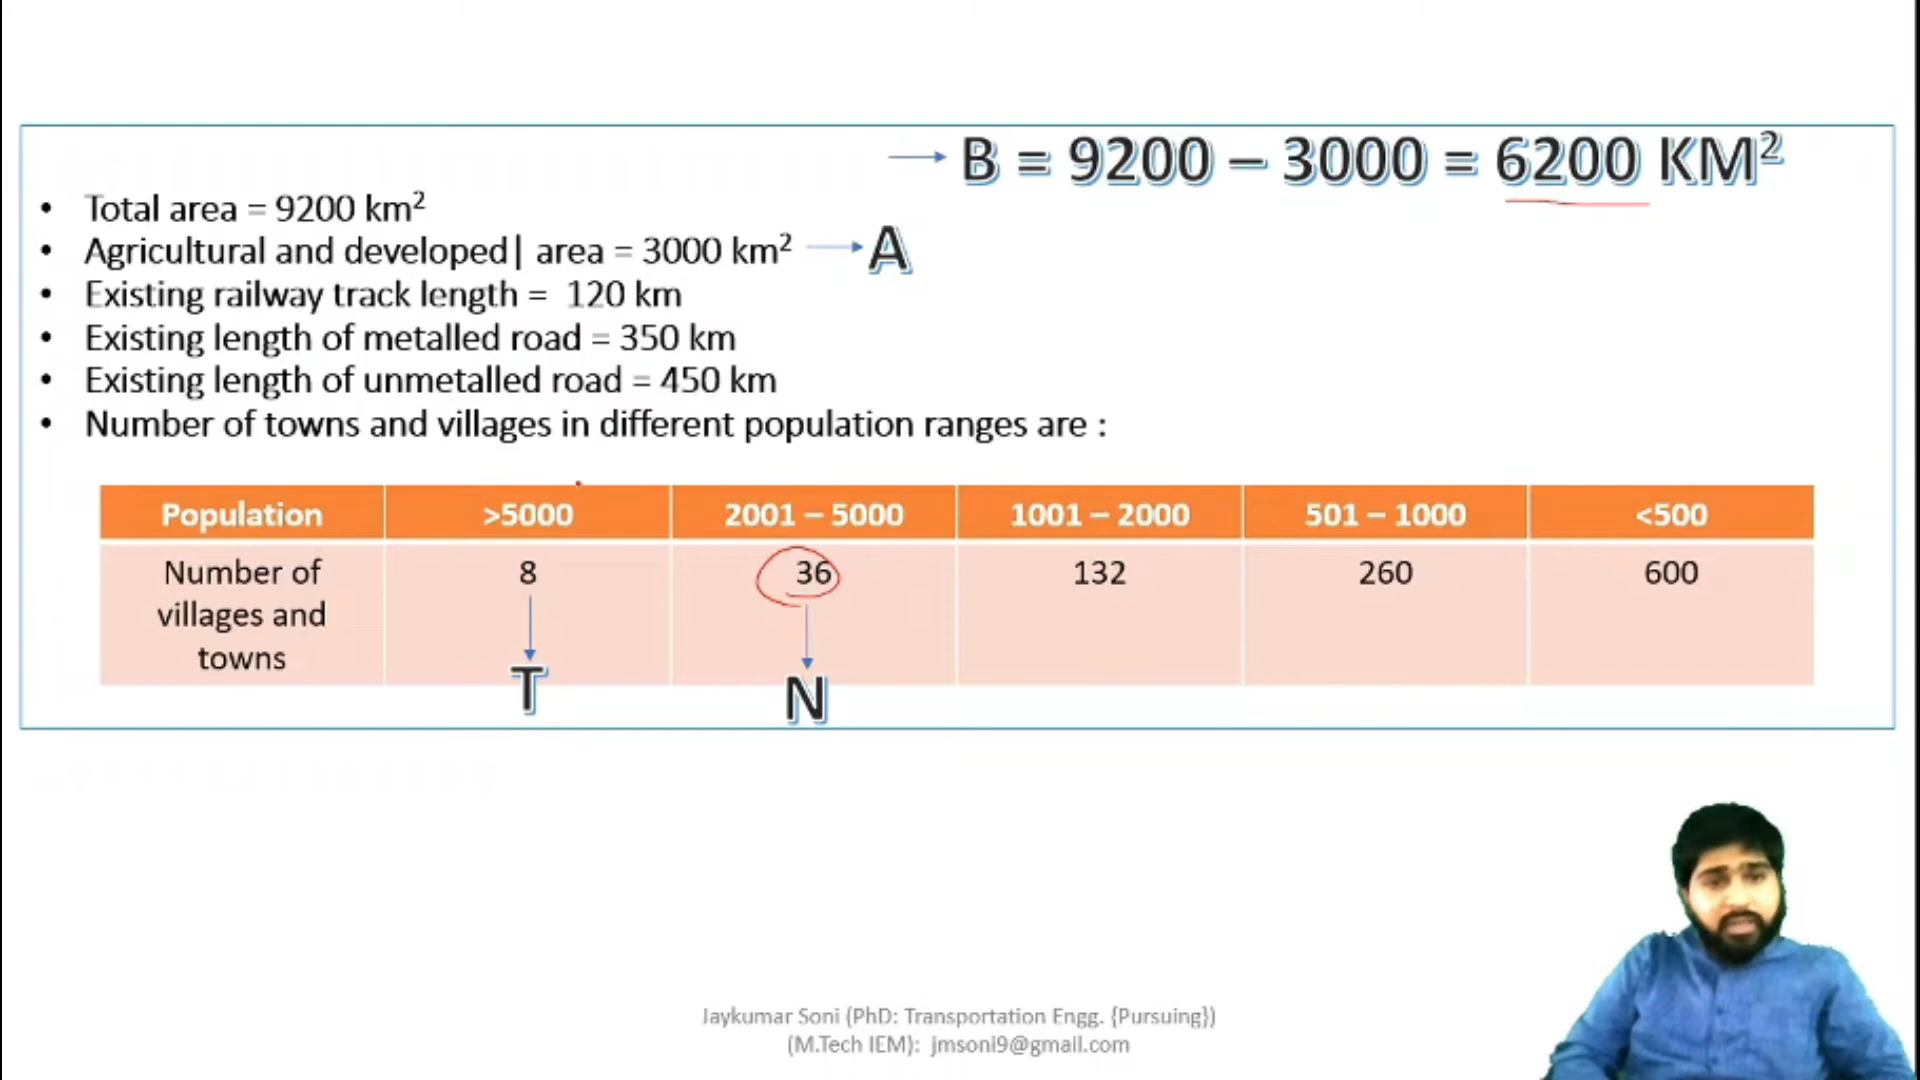 B = 9200 – 3000 = 6200 KM²
• Total area = 9200 km²
• Agricultural and developed| area = 3000 km² A
• Existing railway track length = 120 km
• Existing length of metalled road = 350 km
• Existing length of unmetalled road = 450 km
• Number of towns and villages in different population ranges are :
Population >5000 2001 – 5000 1001 – 2000 501 – 1000 <500
Number of villages and towns 8 36 132 260 600
T N
Jaykumar Soni (PhD: Transportation Engg. {Pursuing})
(M.Tech IEM): jmsoni9@gmail.com